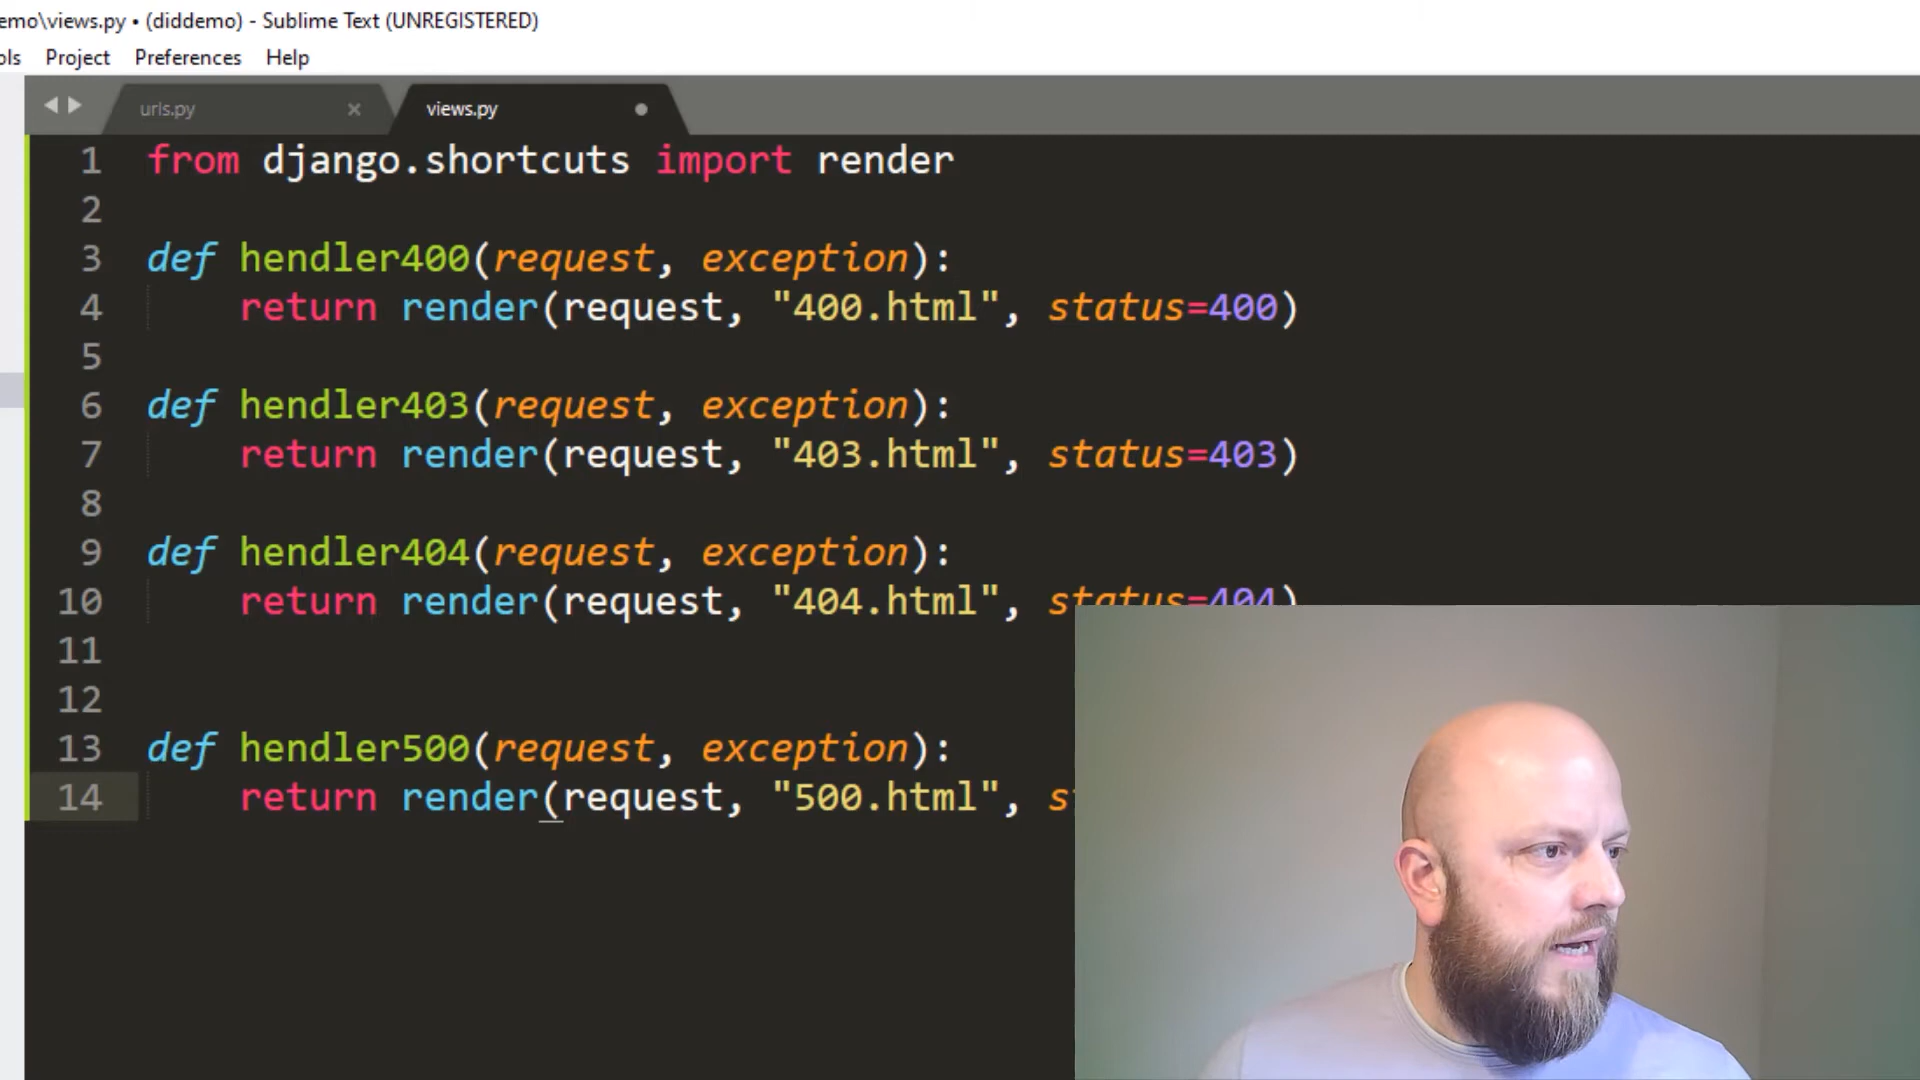 emo\views.py • (diddemo) - Sublime Text (UNREGISTERED)
ols Project Preferences Help
urls.py × views.py
1 from django.shortcuts import render
2
3 def hendler400(request, exception):
4 return render(request, "400.html", status=400)
5
6 def hendler403(request, exception):
7 return render(request, "403.html", status=403)
8
9 def hendler404(request, exception):
10 return render(request, "404.html", status=404)
11
12
13 def hendler500(request, exception):
14 return render(request, "500.html", s